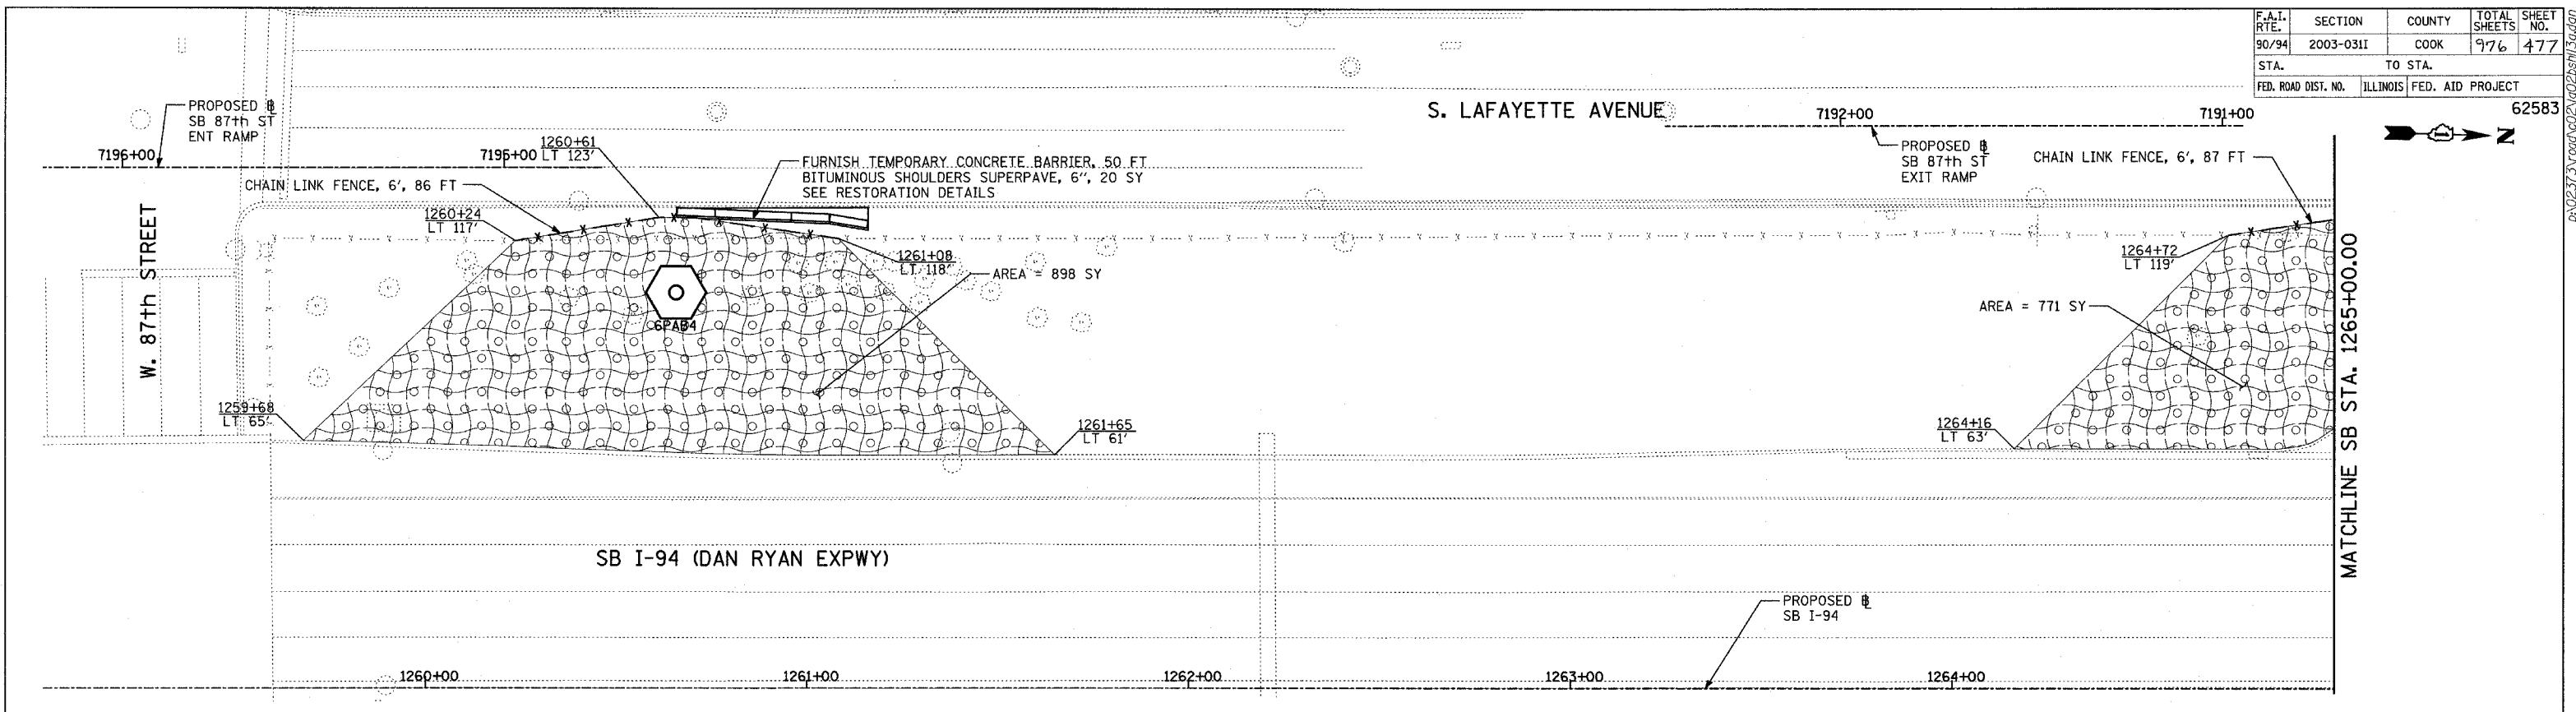 F.A.I. RTE. SECTION COUNTY TOTAL SHEETS SHEET NO.
90/94 2003-031I COOK 976 477
STA. TO STA.
FED. ROAD DIST. NO. ILLINOIS FED. AID PROJECT
62583
N
S. LAFAYETTE AVENUE
7196+00
7195+00
7192+00
7191+00
PROPOSED B
SB 87th ST
ENT RAMP
1260+61
LT 123'
FURNISH TEMPORARY CONCRETE BARRIER, 50 FT
BITUMINOUS SHOULDERS SUPERPAVE, 6", 20 SY
SEE RESTORATION DETAILS
PROPOSED B
SB 87th ST
EXIT RAMP
CHAIN LINK FENCE, 6', 87 FT
CHAIN LINK FENCE, 6', 86 FT
1260+24
LT 117'
W. 87th STREET
1261+08
LT 118'
AREA = 898 SY
6PAB4
1264+72
LT 119'
AREA = 771 SY
1259+68
LT 65'
1261+65
LT 61'
1264+16
LT 63'
MATCHLINE SB STA. 1265+00.00
SB I-94 (DAN RYAN EXPWY)
PROPOSED B
SB I-94
1260+00
1261+00
1262+00
1263+00
1264+00